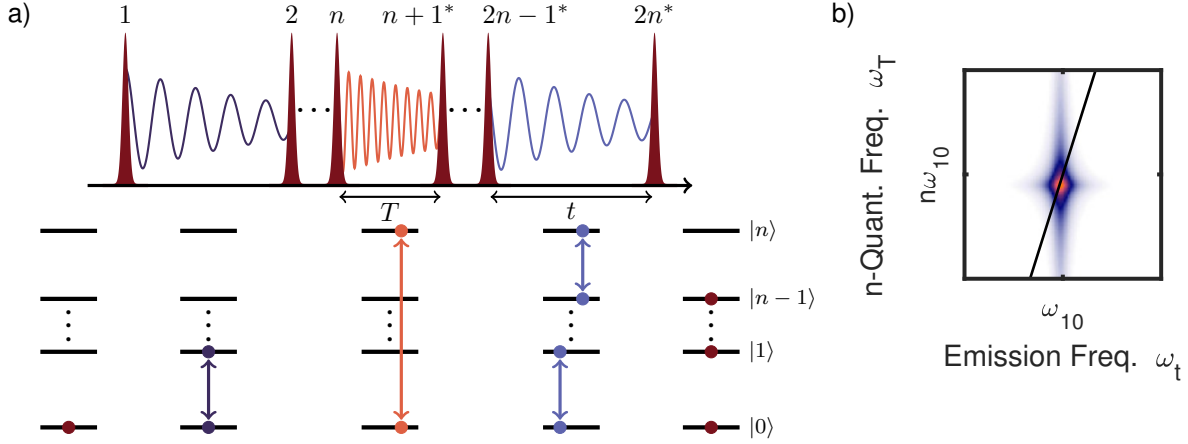 a)
1 2 n n + 1* 2n − 1* 2n*
T t
|n⟩
|n − 1⟩
|1⟩
|0⟩
b)
n-Quant. Freq. ω_T
nω_10
ω_10
Emission Freq. ω_t